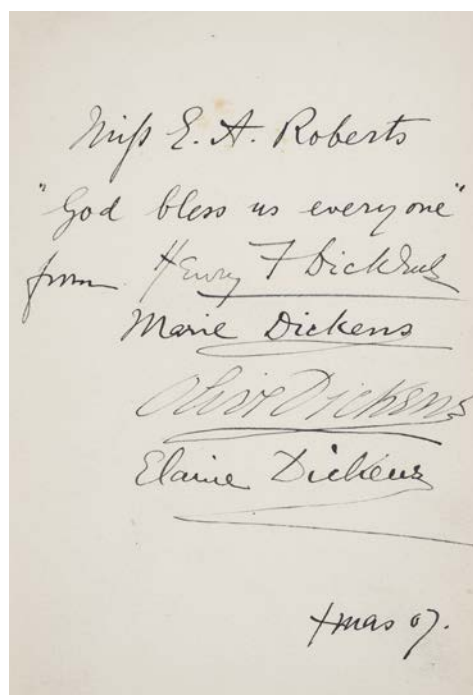 Miss E. A. Roberts
"God bless us everyone"
from Henry F Dickens
Marie Dickens
Olive Dickens
Elaine Dickens
Xmas 07.